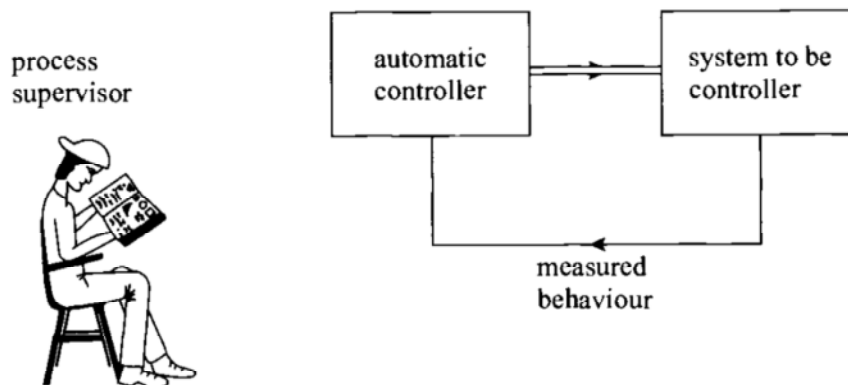 process
supervisor
automatic
controller
system to be
controller
measured
behaviour